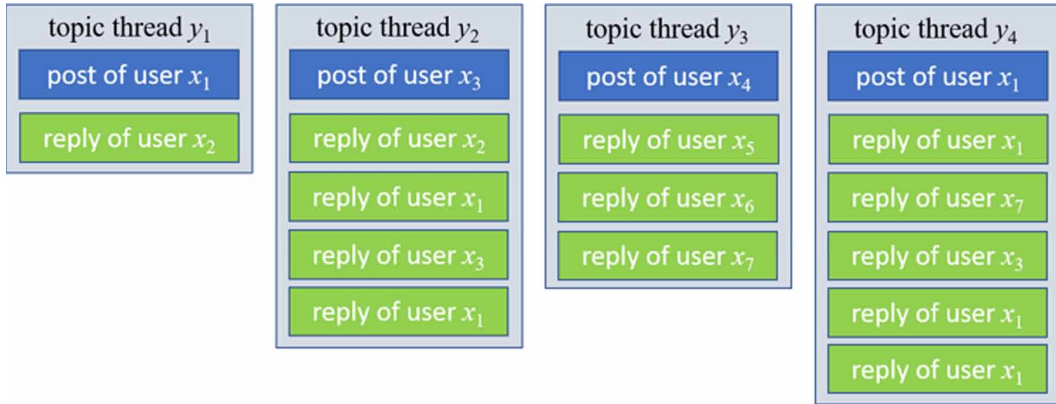 topic thread y₁
post of user x₁
reply of user x₂
topic thread y₂
post of user x₃
reply of user x₂
reply of user x₁
reply of user x₃
reply of user x₁
topic thread y₃
post of user x₄
reply of user x₅
reply of user x₆
reply of user x₇
topic thread y₄
post of user x₁
reply of user x₁
reply of user x₇
reply of user x₃
reply of user x₁
reply of user x₁